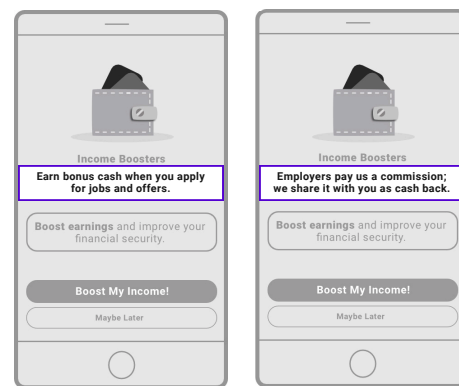 Income Boosters
Earn bonus cash when you apply
for jobs and offers.
Boost earnings and improve your
financial security.
Boost My Income!
Maybe Later
Income Boosters
Employers pay us a commission;
we share it with you as cash back.
Boost earnings and improve your
financial security.
Boost My Income!
Maybe Later